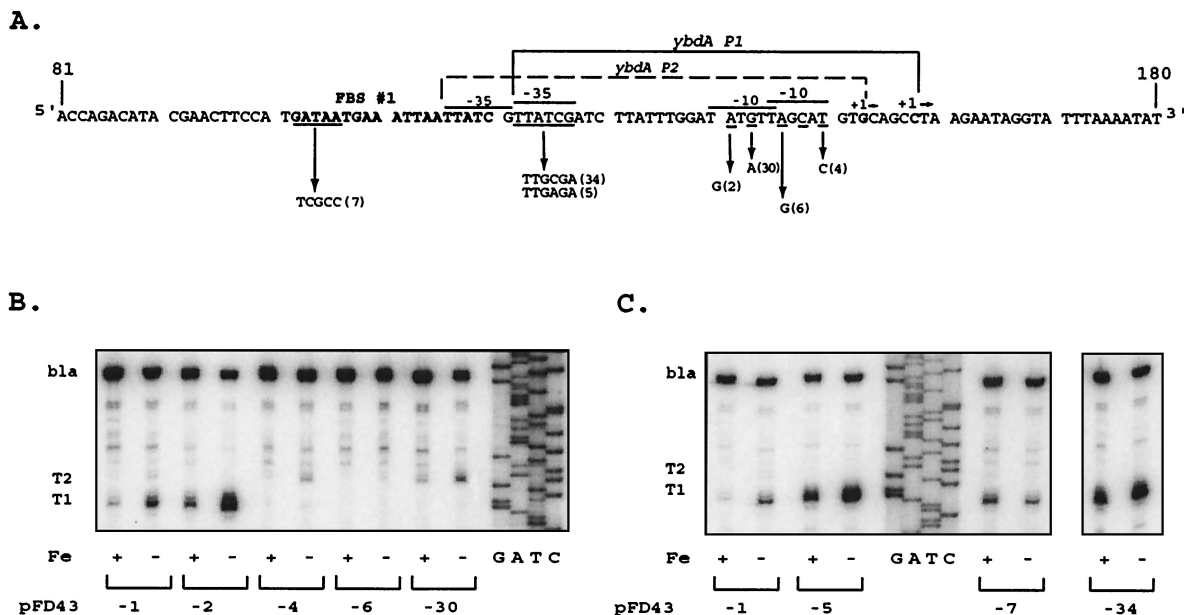 A.
ybdA P1
81
ybdA P2
180
FBS #1
-35
-35
-10
-10
+1
+1
5' ACCAGACATA CGAACTTCCA TGATAATGAA ATTAATTATC GTTATCGATC TTATTTGGAT ATGTTAGCAT GTGCAGCCTA AGAATAGGTA TTTAAAATAT 3'
TCGCC(7)
TTGCGA(34)
TTGAGA(5)
G(2)
A(30)
G(6)
C(4)
B.
bla
T2
T1
Fe + - + - + - + - + - G A T C
pFD43 -1 -2 -4 -6 -30
C.
bla
T2
T1
Fe + - + - G A T C + - + -
pFD43 -1 -5 -7 -34